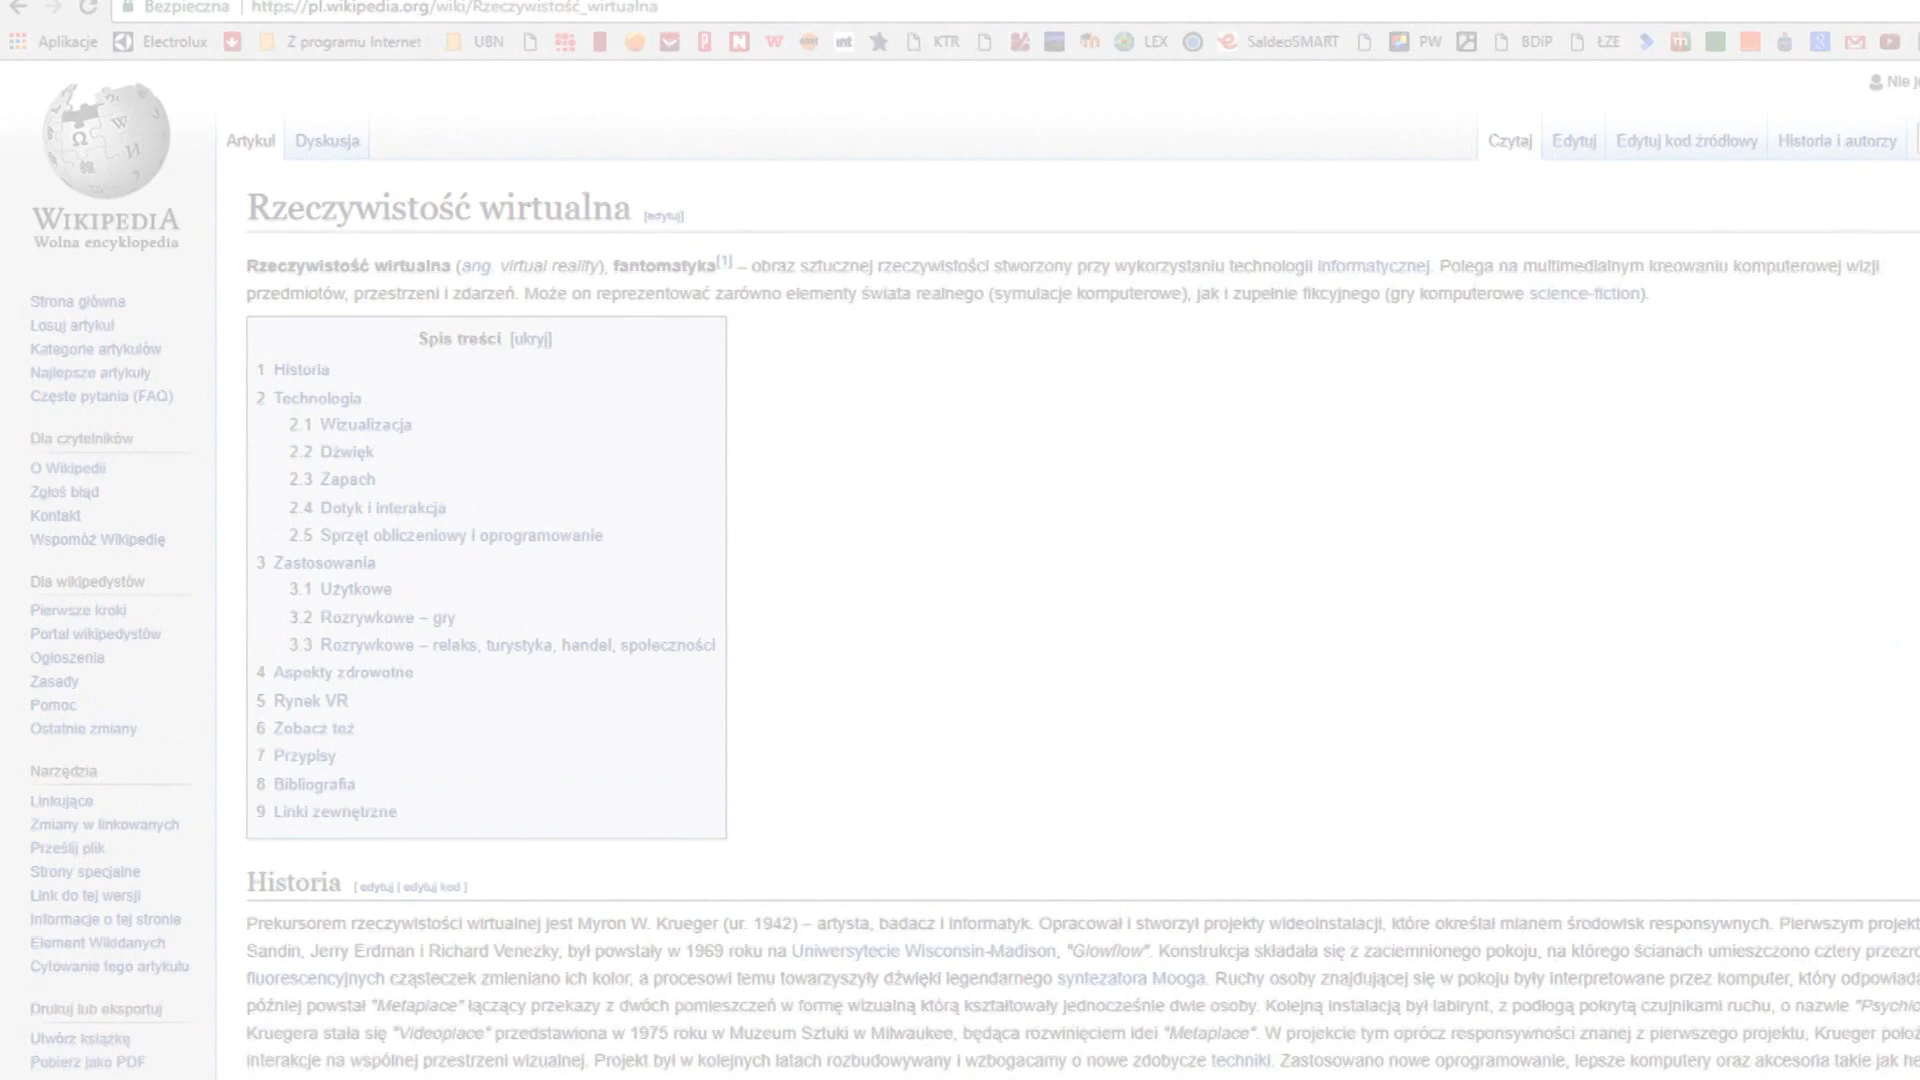 Bezpieczna | https://pl.wikipedia.org/wiki/Rzeczywistość_wirtualna
Aplikacje Electrolux Z programu Internet UBN KTR LEX SaldeoSMART PW BDiP ŁZE
Nie
Artykuł Dyskusja Czytaj Edytuj Edytuj kod źródłowy Historia i autorzy
WIKIPEDIA
Wolna encyklopedia
Strona główna
Losuj artykuł
Kategorie artykułów
Najlepsze artykuły
Częste pytania (FAQ)
Dla czytelników
O Wikipedii
Zgłoś błąd
Kontakt
Wspomóż Wikipedię
Dla wikipedystów
Pierwsze kroki
Portal wikipedystów
Ogłoszenia
Zasady
Pomoc
Ostatnie zmiany
Narzędzia
Linkujące
Zmiany w linkowanych
Prześlij plik
Strony specjalne
Link do tej wersji
Informacje o tej stronie
Element Wikidanych
Cytowanie tego artykułu
Drukuj lub eksportuj
Utwórz książkę
Pobierz jako PDF
Rzeczywistość wirtualna [edytuj]
Rzeczywistość wirtualna (ang. virtual reality), fantomatyka[1] – obraz sztucznej rzeczywistości stworzony przy wykorzystaniu technologii informatycznej. Polega na multimedialnym kreowaniu komputerowej wizji
przedmiotów, przestrzeni i zdarzeń. Może on reprezentować zarówno elementy świata realnego (symulacje komputerowe), jak i zupełnie fikcyjnego (gry komputerowe science-fiction).
Spis treści [ukryj]
1 Historia
2 Technologia
2.1 Wizualizacja
2.2 Dźwięk
2.3 Zapach
2.4 Dotyk i interakcja
2.5 Sprzęt obliczeniowy i oprogramowanie
3 Zastosowania
3.1 Użytkowe
3.2 Rozrywkowe – gry
3.3 Rozrywkowe – relaks, turystyka, handel, społeczności
4 Aspekty zdrowotne
5 Rynek VR
6 Zobacz też
7 Przypisy
8 Bibliografia
9 Linki zewnętrzne
Historia [ edytuj | edytuj kod ]
Prekursorem rzeczywistości wirtualnej jest Myron W. Krueger (ur. 1942) – artysta, badacz i informatyk. Opracował i stworzył projekty wideoinstalacji, które określał mianem środowisk responsywnych. Pierwszym projekt
Sandin, Jerry Erdman i Richard Venezky, był powstały w 1969 roku na Uniwersytecie Wisconsin-Madison, "Glowflow". Konstrukcja składała się z zaciemnionego pokoju, na którego ścianach umieszczono cztery przezro
fluorescencyjnych cząsteczek zmieniano ich kolor, a procesowi temu towarzyszyły dźwięki legendarnego syntezatora Mooga. Ruchy osoby znajdującej się w pokoju były interpretowane przez komputer, który odpowiada
później powstał "Metaplace" łączący przekazy z dwóch pomieszczeń w formę wizualną którą kształtowały jednocześnie dwie osoby. Kolejną instalacją był labirynt, z podłogą pokrytą czujnikami ruchu, o nazwie "Psychic
Kruegera stała się "Videoplace" przedstawiona w 1975 roku w Muzeum Sztuki w Milwaukee, będąca rozwinięciem idei "Metaplace". W projekcie tym oprócz responsywności znanej z pierwszego projektu, Krueger położ
interakcje na wspólnej przestrzeni wizualnej. Projekt był w kolejnych latach rozbudowywany i wzbogacamy o nowe zdobycze techniki. Zastosowano nowe oprogramowanie, lepsze komputery oraz akcesoria takie jak he